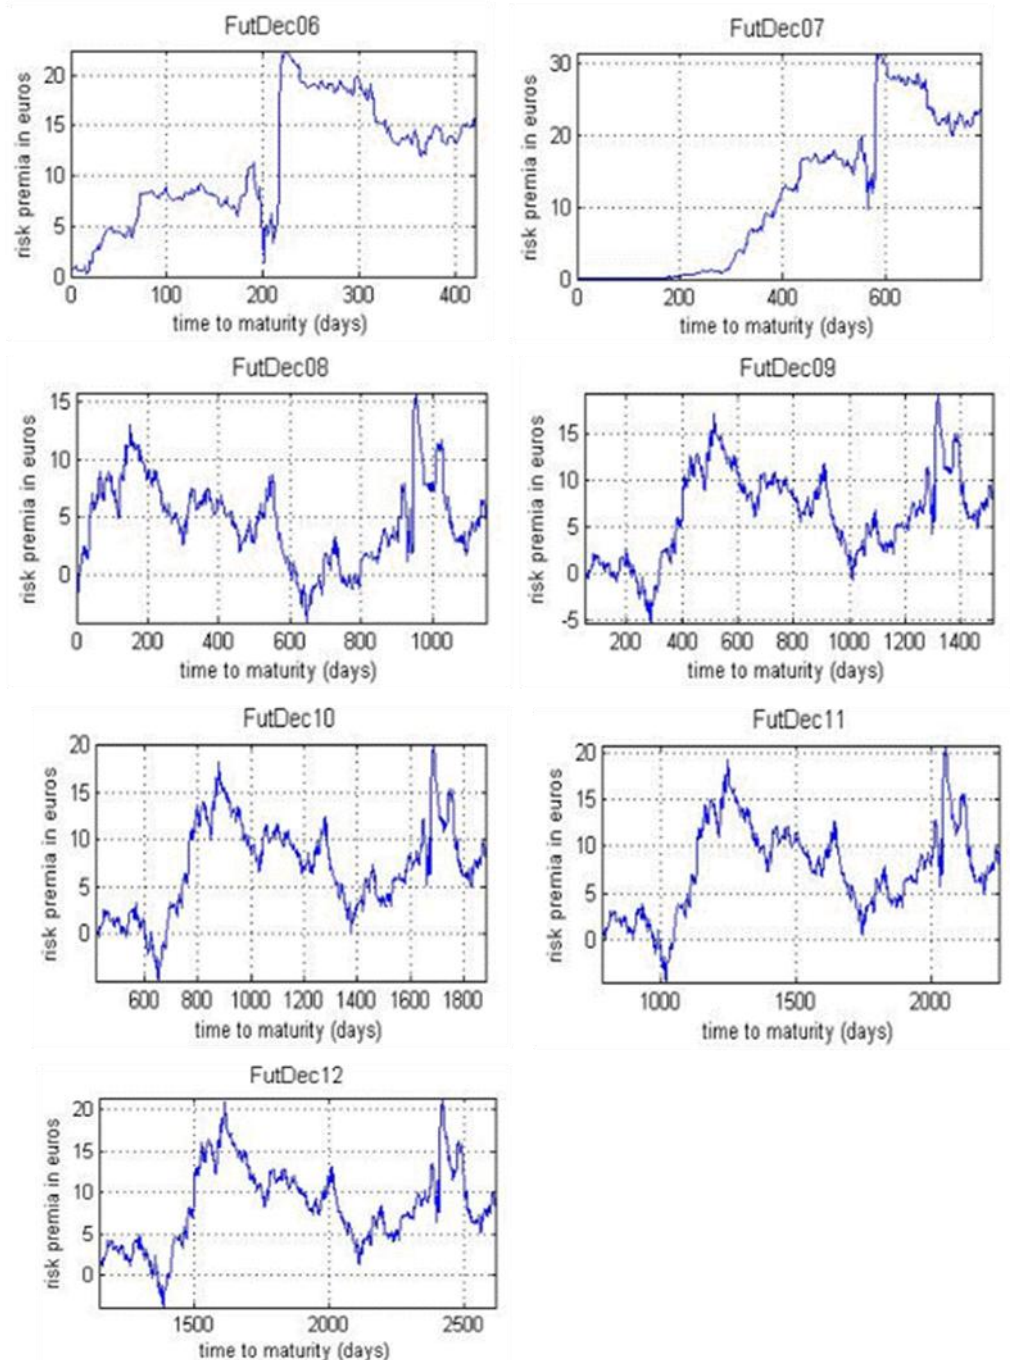 FutDec06
risk premia in euros
20
15
10
5
0
0 100 200 300 400
time to maturity (days)
FutDec07
risk premia in euros
30
20
10
0
0 200 400 600
time to maturity (days)
FutDec08
risk premia in euros
15
10
5
0
0 200 400 600 800 1000
time to maturity (days)
FutDec09
risk premia in euros
15
10
5
0
-5
200 400 600 800 1000 1200 1400
time to maturity (days)
FutDec10
risk premia in euros
20
15
10
5
0
600 800 1000 1200 1400 1600 1800
time to maturity (days)
FutDec11
risk premia in euros
20
15
10
5
0
1000 1500 2000
time to maturity (days)
FutDec12
risk premia in euros
20
15
10
5
0
1500 2000 2500
time to maturity (days)